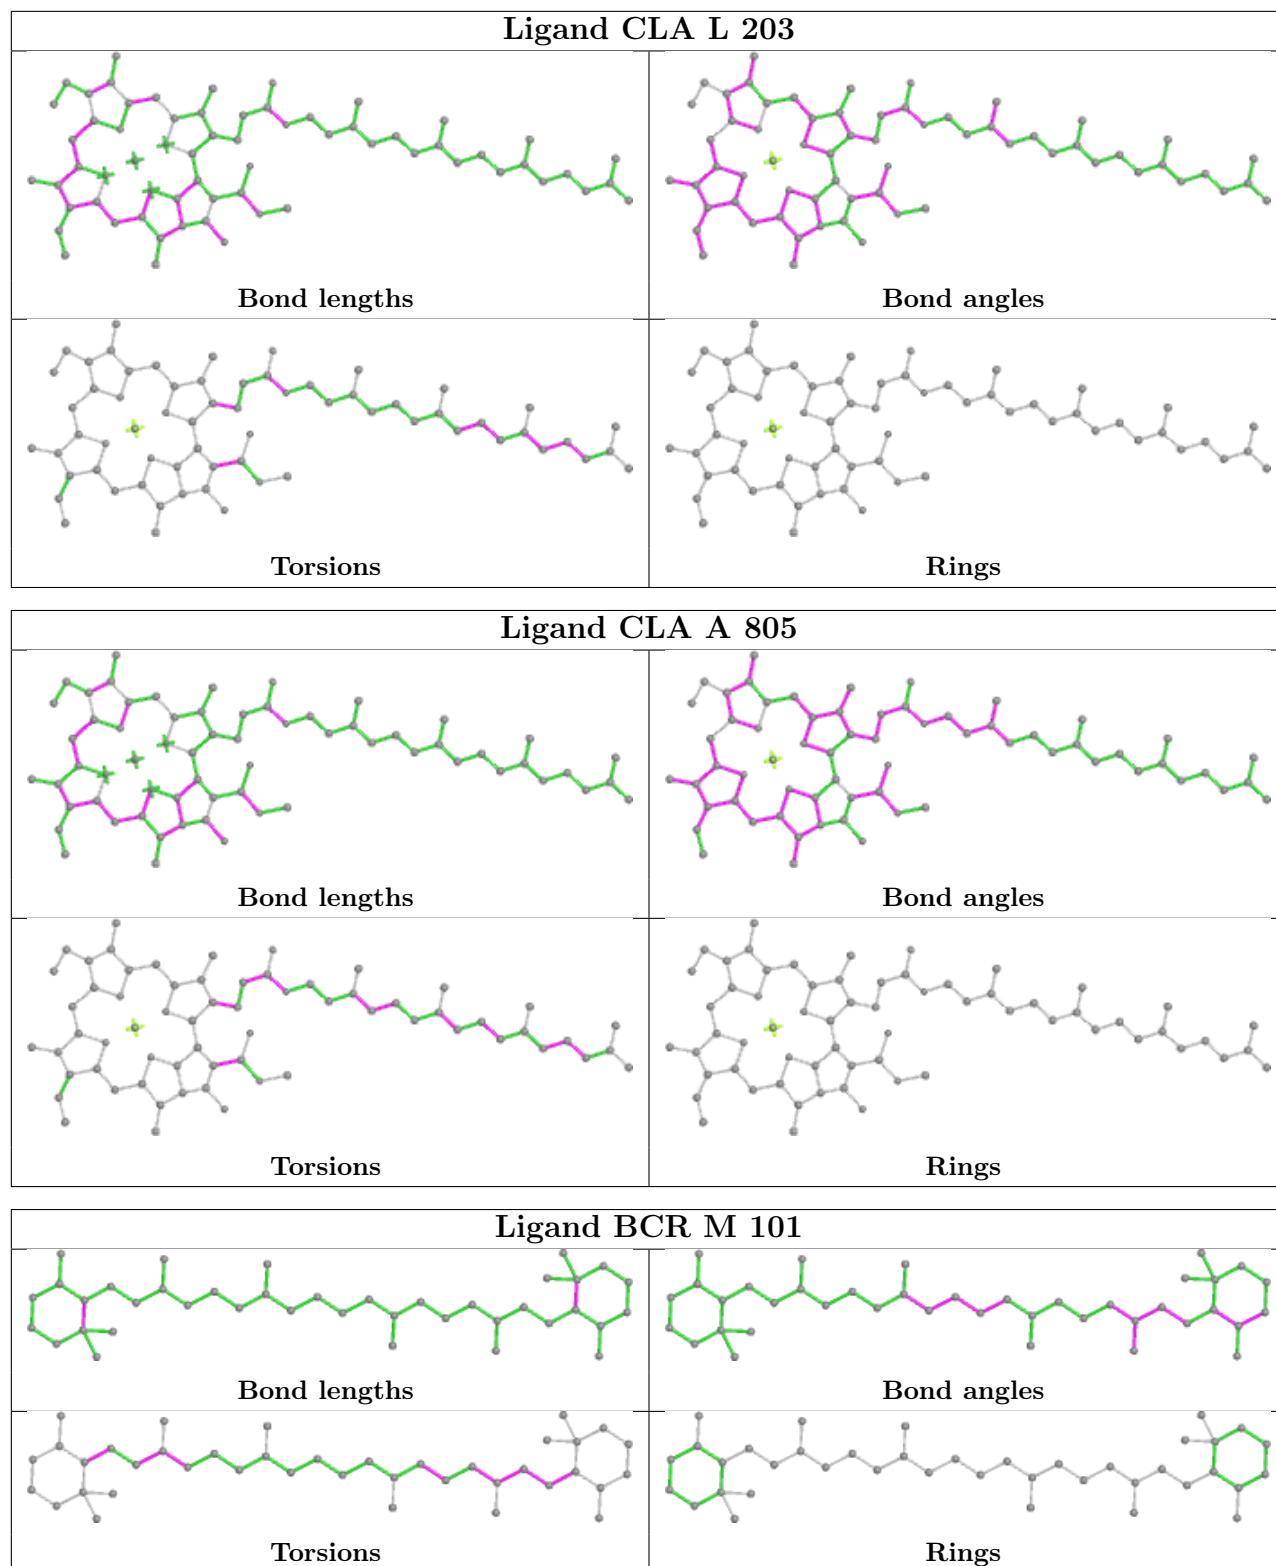 Ligand CLA L 203
Bond lengths
Bond angles
Torsions
Rings
Ligand CLA A 805
Bond lengths
Bond angles
Torsions
Rings
Ligand BCR M 101
Bond lengths
Bond angles
Torsions
Rings